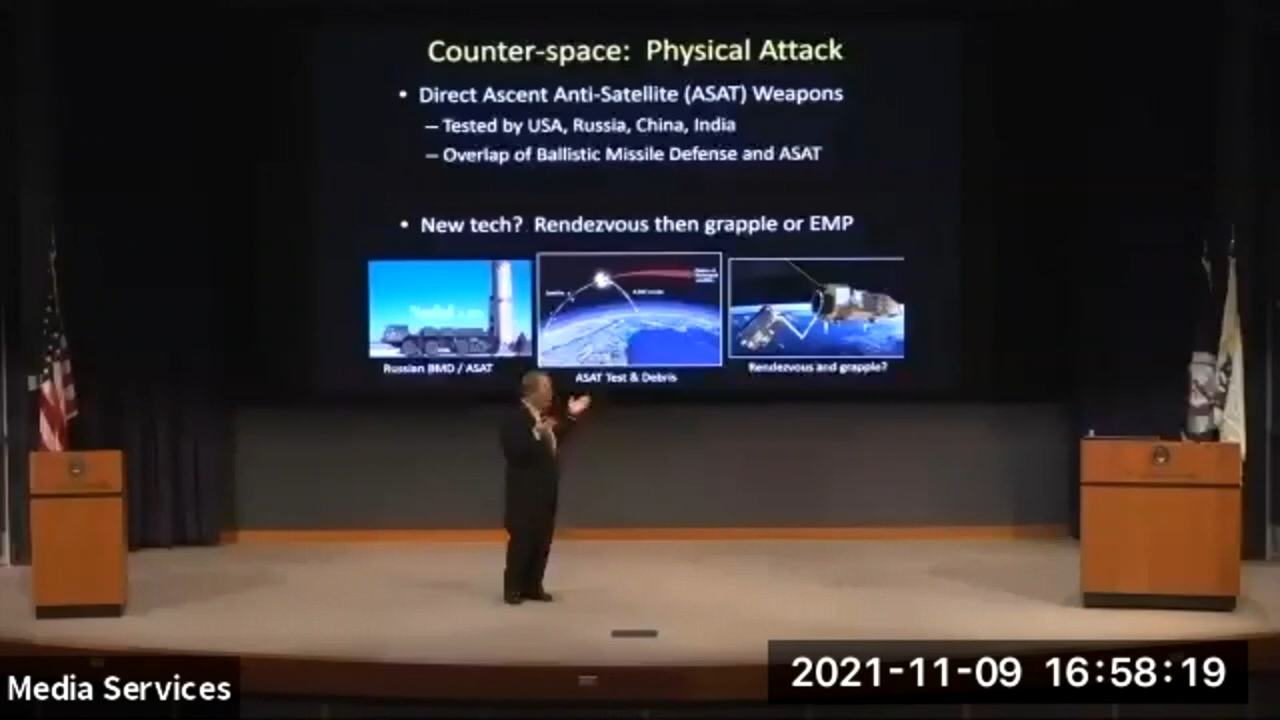 Counter-space: Physical Attack
• Direct Ascent Anti-Satellite (ASAT) Weapons
– Tested by USA, Russia, China, India
– Overlap of Ballistic Missile Defense and ASAT
• New tech? Rendezvous then grapple or EMP
Russian BMD / ASAT
ASAT Test & Debris
Rendezvous and grapple?
Media Services
2021-11-09 16:58:19